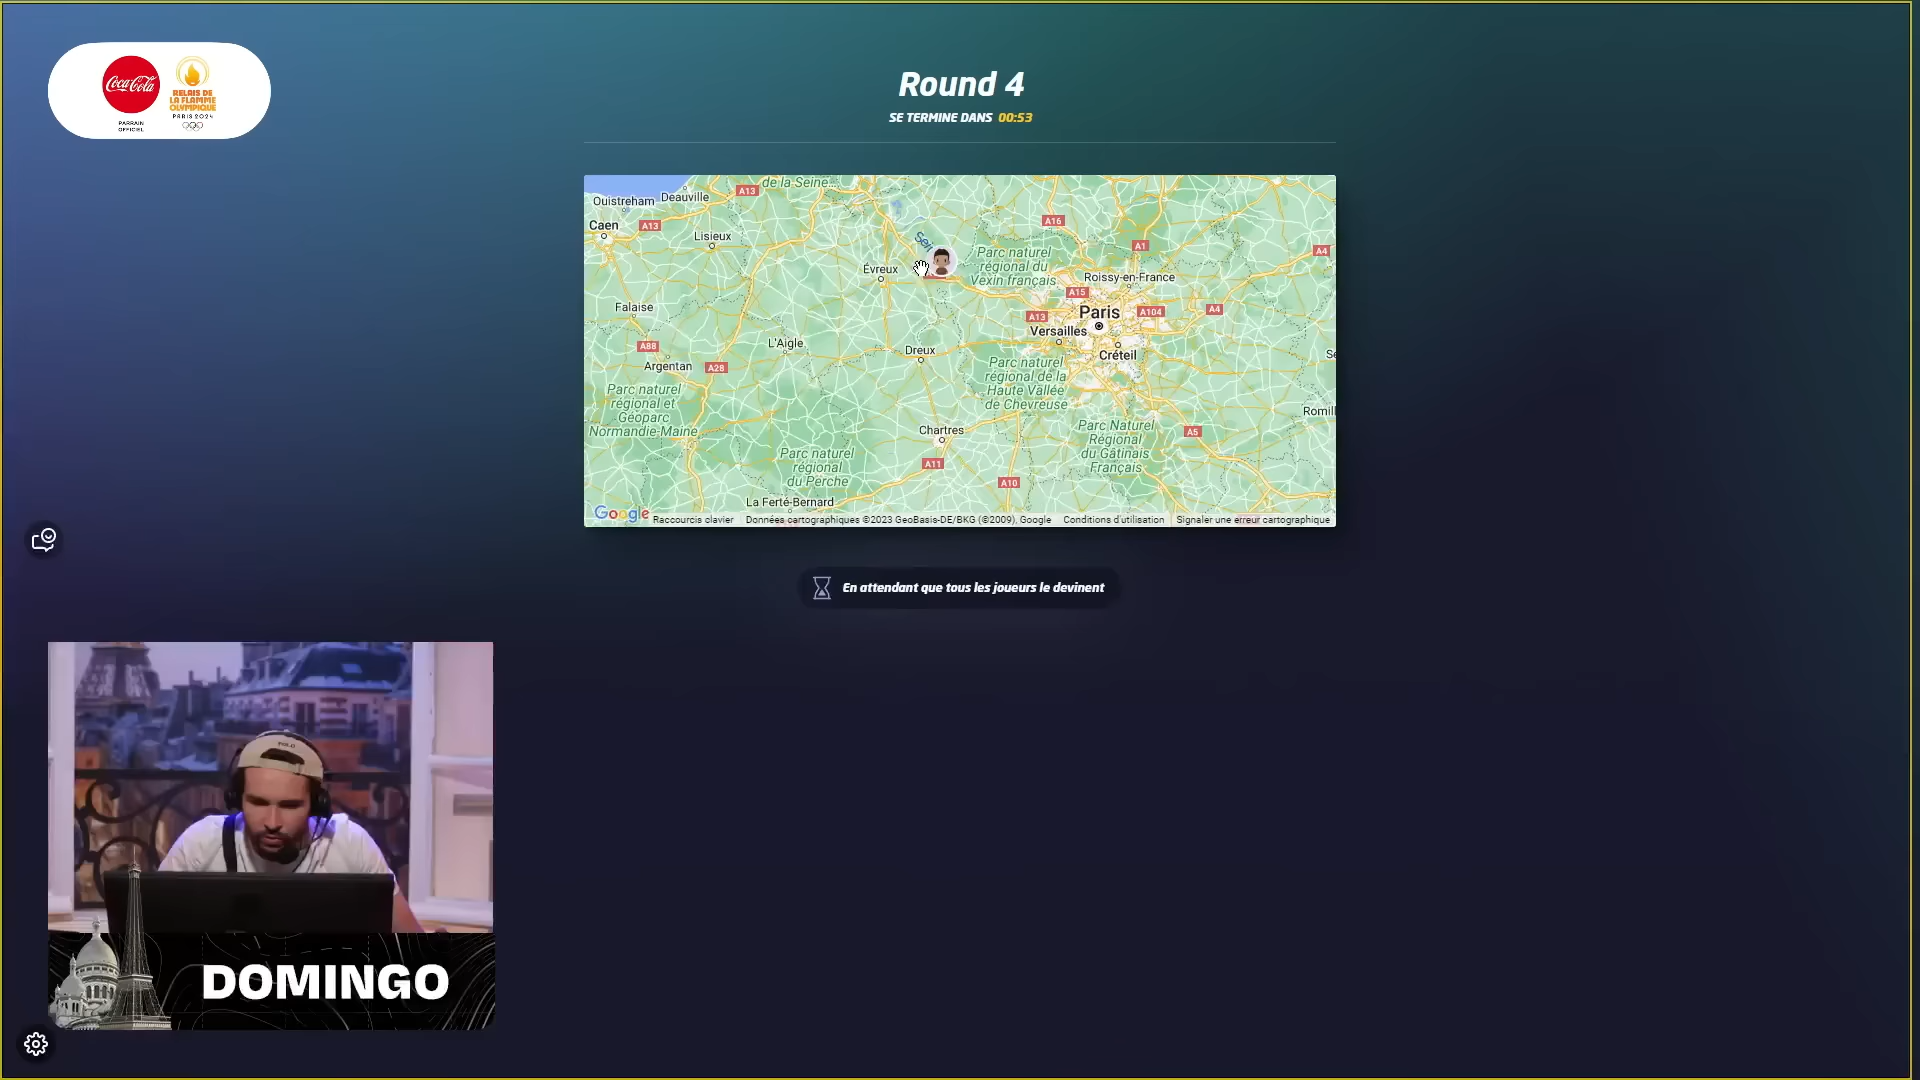 Coca-Cola
PARRAIN
OFFICIEL
RELAIS DE
LA FLAMME
OLYMPIQUE
PARIS 2024
Round 4
SE TERMINE DANS 00:53
de la Seine...
A13
Ouistreham
Deauville
Caen
A13
Lisieux
A16
A1
A4
Évreux
Parc naturel
régional du
Vexin français
Roissy-en-France
A15
Falaise
Paris
A13
A104
A4
Versailles
A88
L'Aigle
Dreux
Créteil
Argentan
A28
Parc naturel
régional de la
Haute Vallée
de Chevreuse
Parc naturel
régional et
Géoparc
Normandie-Maine
Chartres
Parc Naturel
Régional
du Gâtinais
Français
A5
Romill
Parc naturel
régional
du Perche
A11
A10
La Ferté-Bernard
Google
Raccourcis clavier
Données cartographiques ©2023 GeoBasis-DE/BKG (©2009), Google
Conditions d'utilisation
Signaler une erreur cartographique
En attendant que tous les joueurs le devinent
POLO
DOMINGO